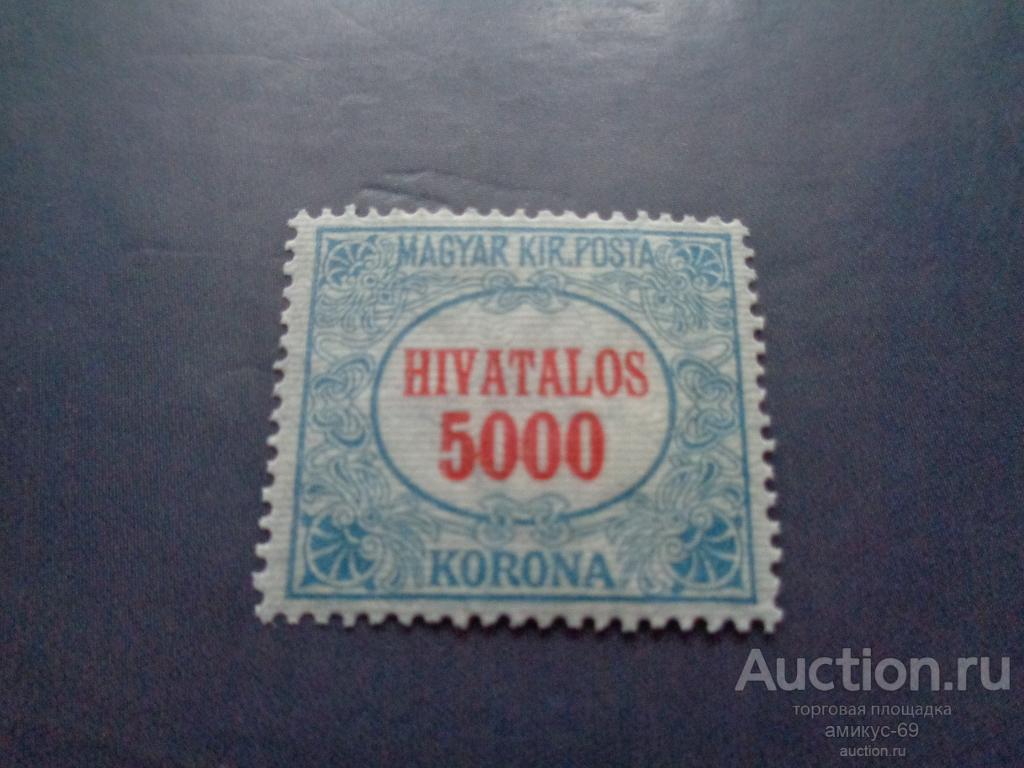 MAGYAR KIR. POSTA
HIVATALOS
5000
KORONA
Auction.ru
торговая площадка
амикус-69
auction.ru